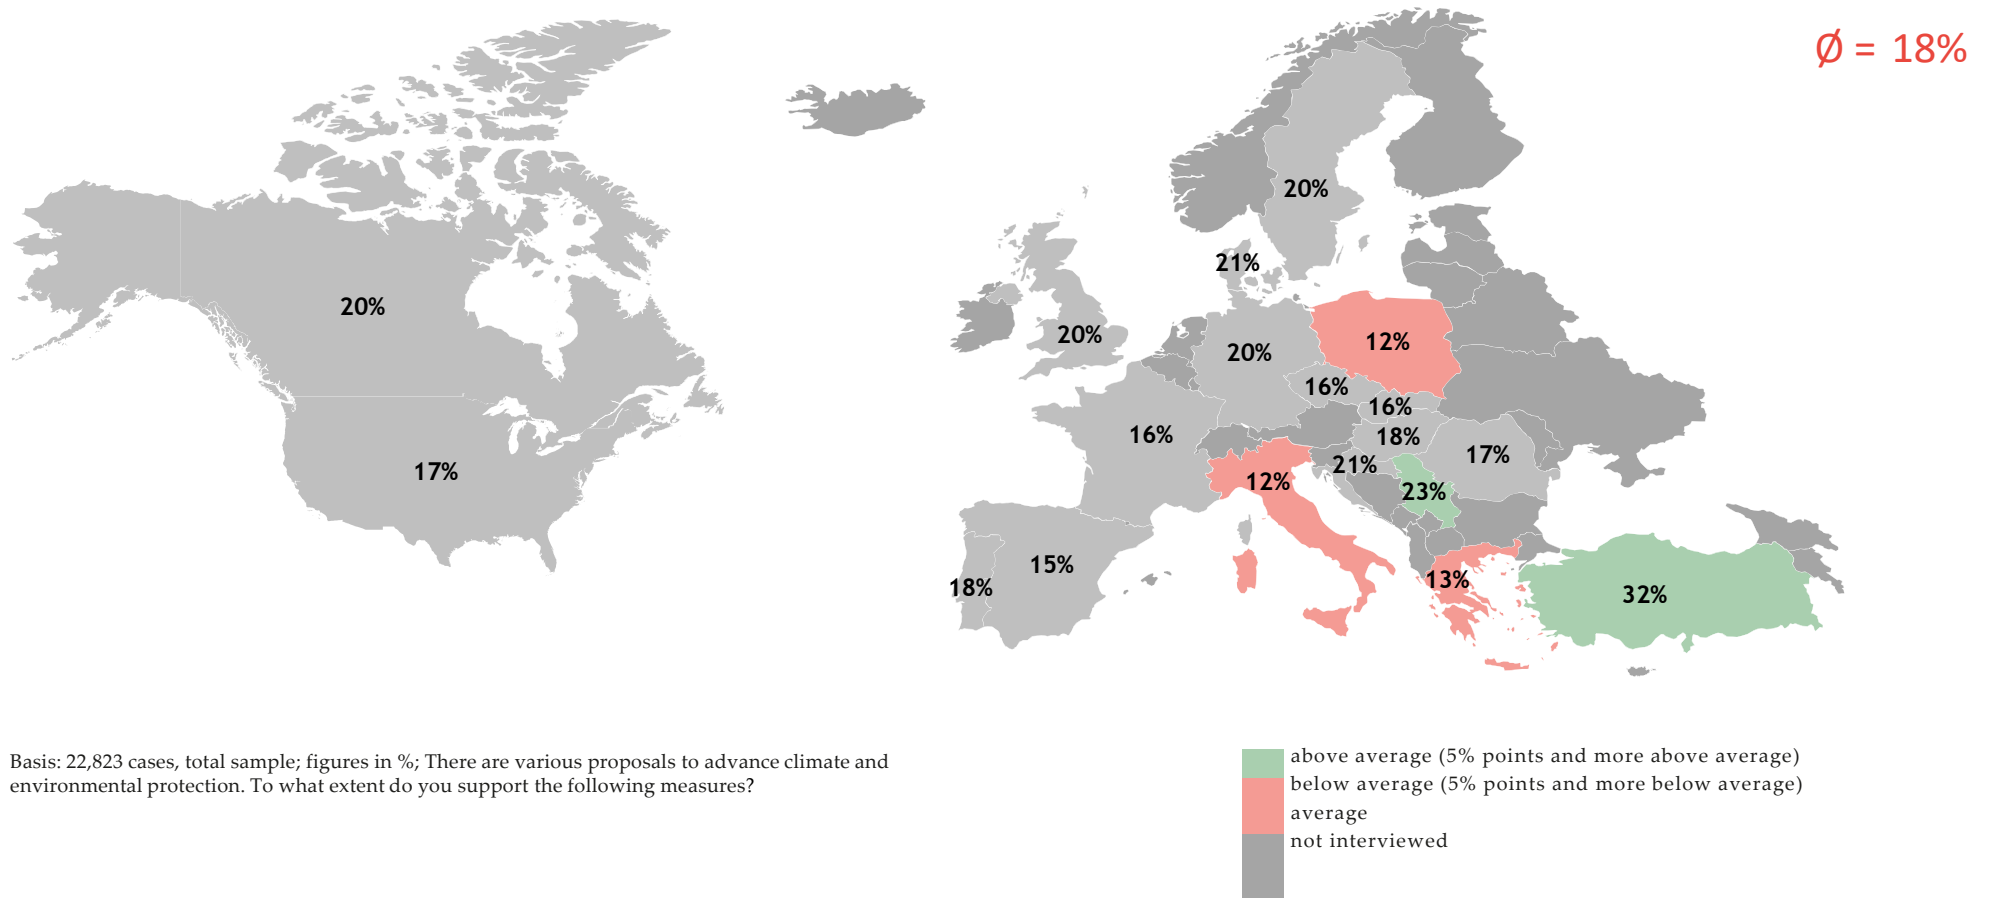 Ø = 18%
20%
21%
20%
20%
20%
12%
16%
16%
16%
18%
17%
21%
17%
12%
23%
15%
18%
13%
32%
Basis: 22,823 cases, total sample; figures in %; There are various proposals to advance climate and
environmental protection. To what extent do you support the following measures?
above average (5% points and more above average)
below average (5% points and more below average)
average
not interviewed